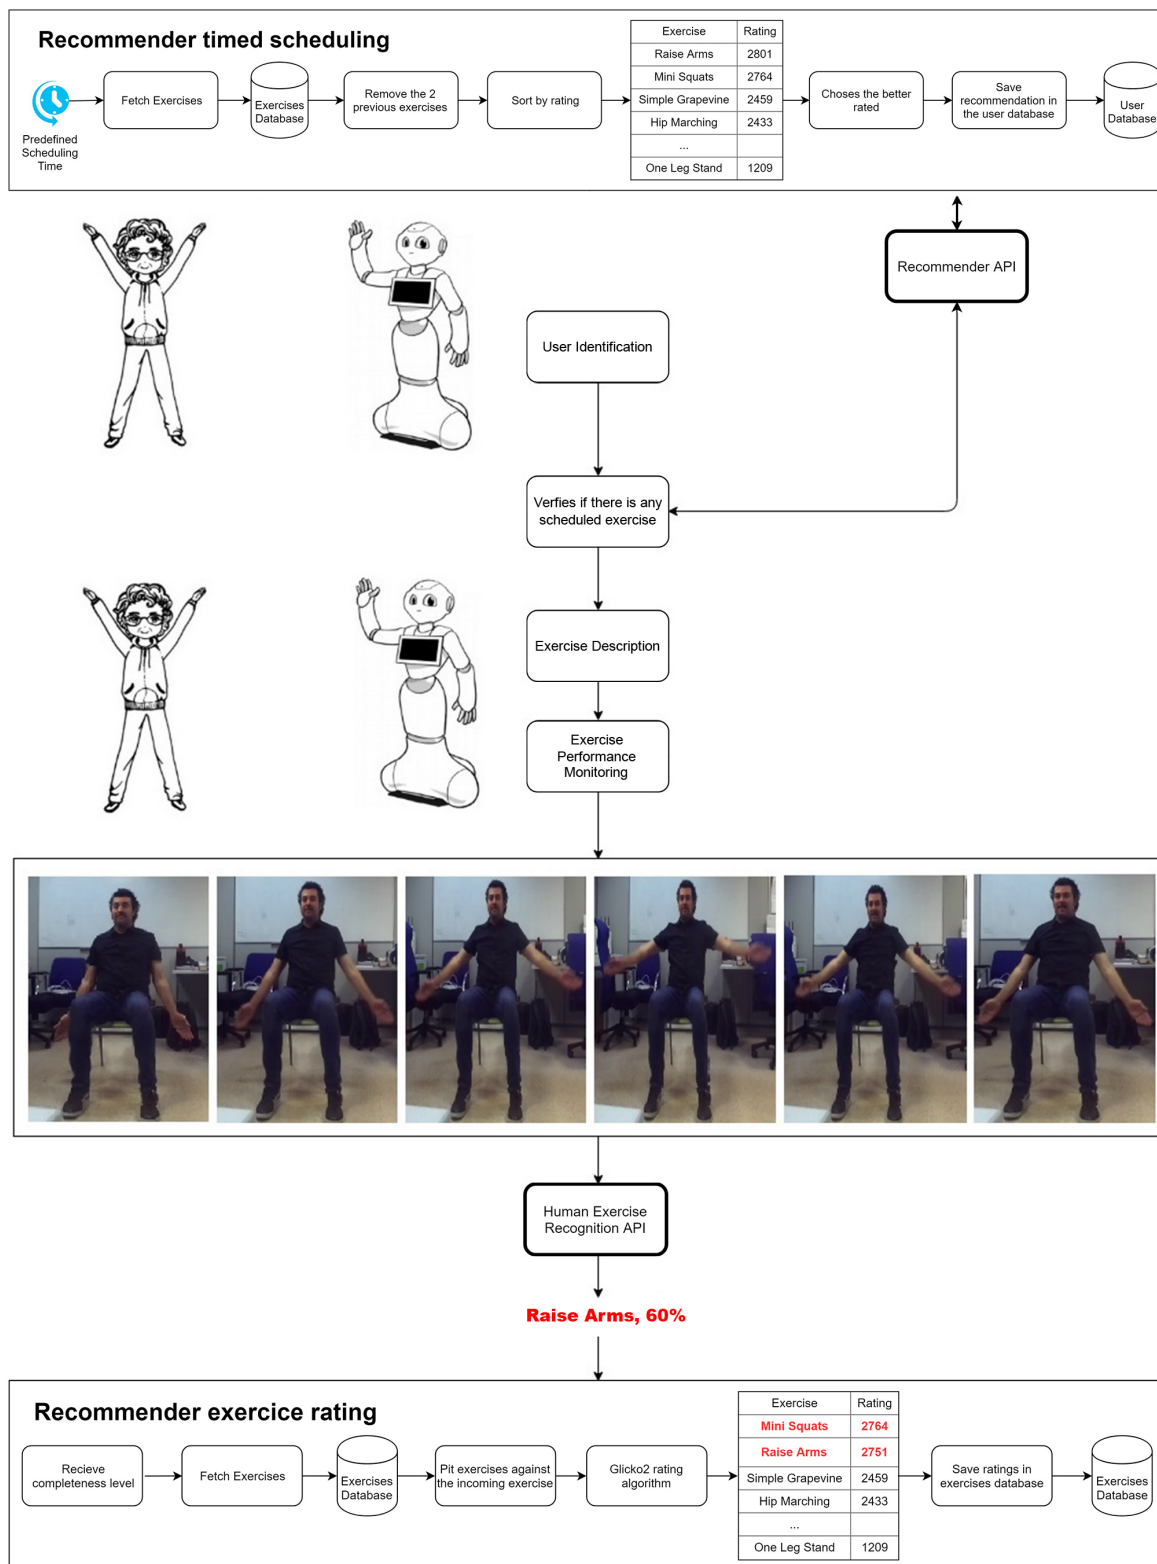 Recommender timed scheduling
Predefined
Scheduling
Time
Fetch Exercises
Exercises
Database
Remove the 2
previous exercises
Sort by rating
Exercise Rating
Raise Arms 2801
Mini Squats 2764
Simple Grapevine 2459
Hip Marching 2433
...
One Leg Stand 1209
Choses the better
rated
Save
recommendation in
the user database
User
Database
Recommender API
User Identification
Verfies if there is any
scheduled exercise
Exercise Description
Exercise
Performance
Monitoring
Human Exercise
Recognition API
Raise Arms, 60%
Recommender exercice rating
Recieve
completeness level
Fetch Exercises
Exercises
Database
Pit exercises against
the incoming exercise
Glicko2 rating
algorithm
Exercise Rating
Mini Squats 2764
Raise Arms 2751
Simple Grapevine 2459
Hip Marching 2433
...
One Leg Stand 1209
Save ratings in
exercises database
Exercises
Database